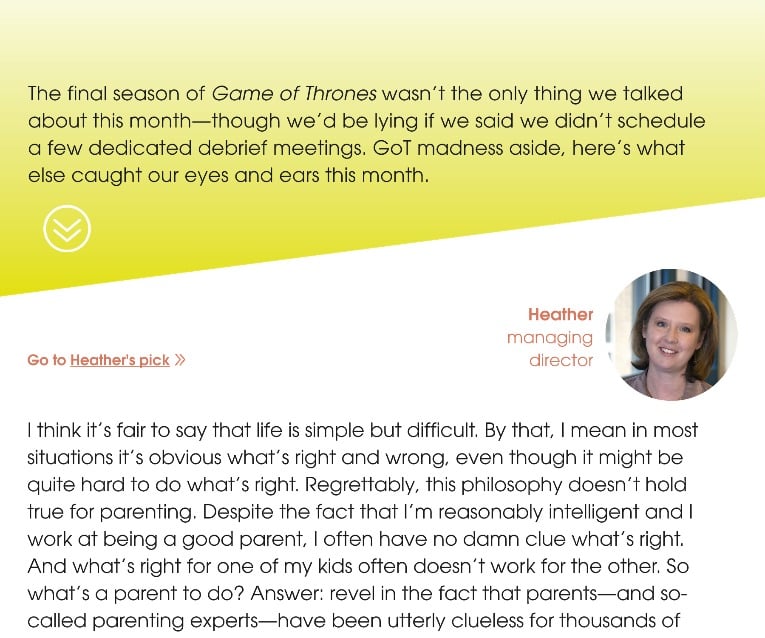 The final season of Game of Thrones wasn't the only thing we talked
about this month—though we'd be lying if we said we didn't schedule
a few dedicated debrief meetings. GoT madness aside, here's what
else caught our eyes and ears this month.
Heather
managing
director
Go to Heather's pick »
I think it's fair to say that life is simple but difficult. By that, I mean in most
situations it's obvious what's right and wrong, even though it might be
quite hard to do what's right. Regrettably, this philosophy doesn't hold
true for parenting. Despite the fact that I'm reasonably intelligent and I
work at being a good parent, I often have no damn clue what's right.
And what's right for one of my kids often doesn't work for the other. So
what's a parent to do? Answer: revel in the fact that parents—and so-
called parenting experts—have been utterly clueless for thousands of